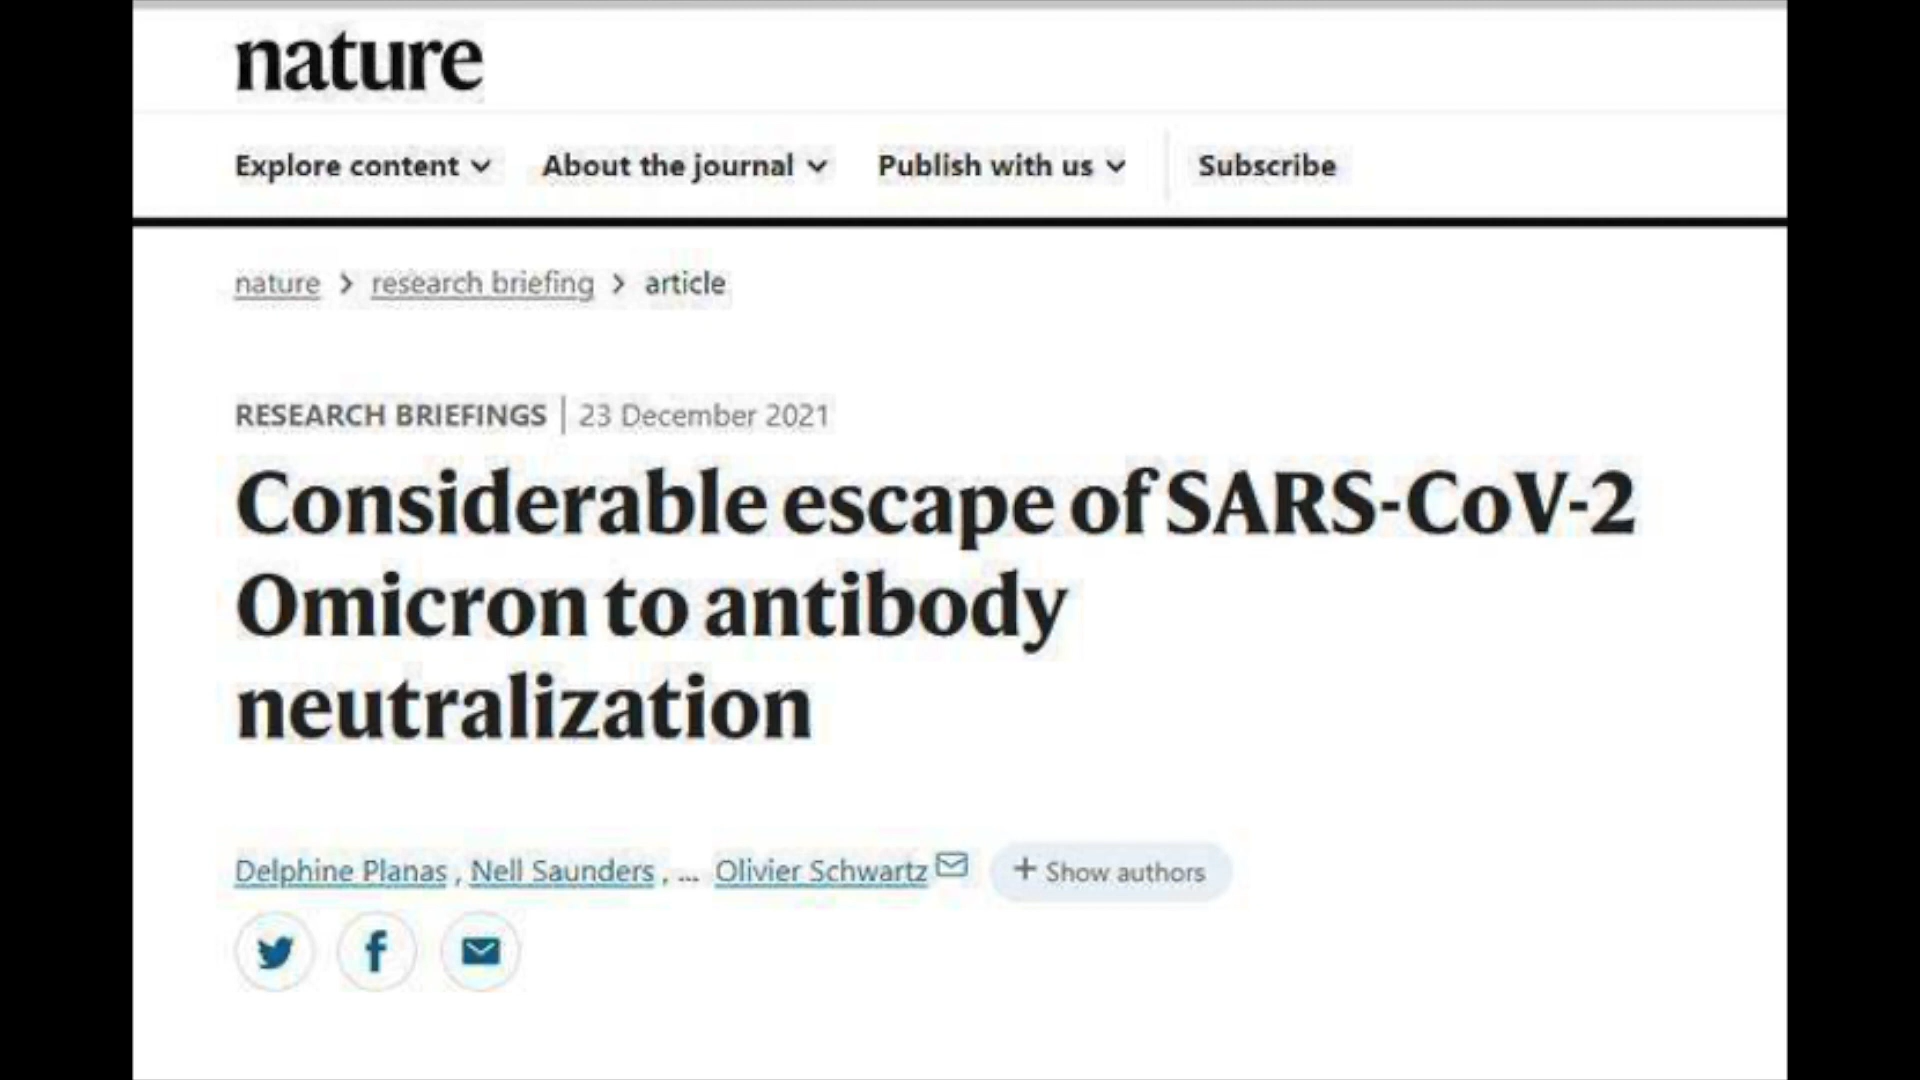 nature
Explore content About the journal Publish with us Subscribe
nature > research briefing > article
RESEARCH BRIEFINGS | 23 December 2021
Considerable escape of SARS-CoV-2
Omicron to antibody
neutralization
Delphine Planas , Nell Saunders , ... Olivier Schwartz + Show authors